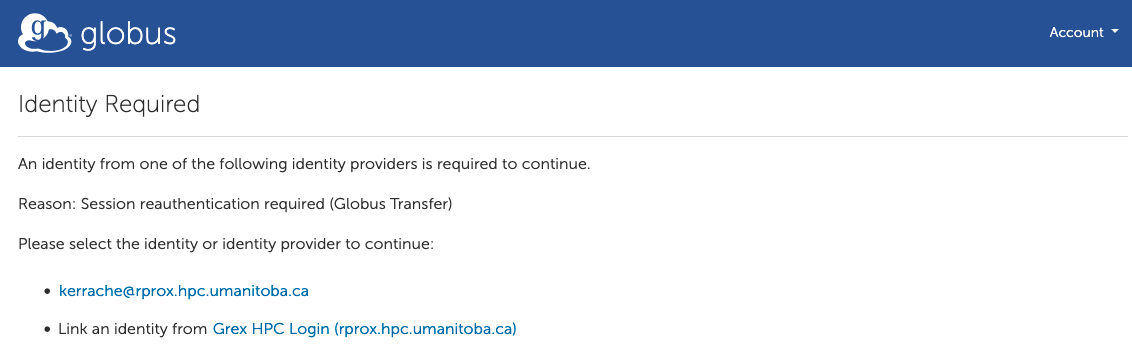 globus
Account
Identity Required
An identity from one of the following identity providers is required to continue.
Reason: Session reauthentication required (Globus Transfer)
Please select the identity or identity provider to continue:
• kerrache@rprox.hpc.umanitoba.ca
• Link an identity from Grex HPC Login (rprox.hpc.umanitoba.ca)